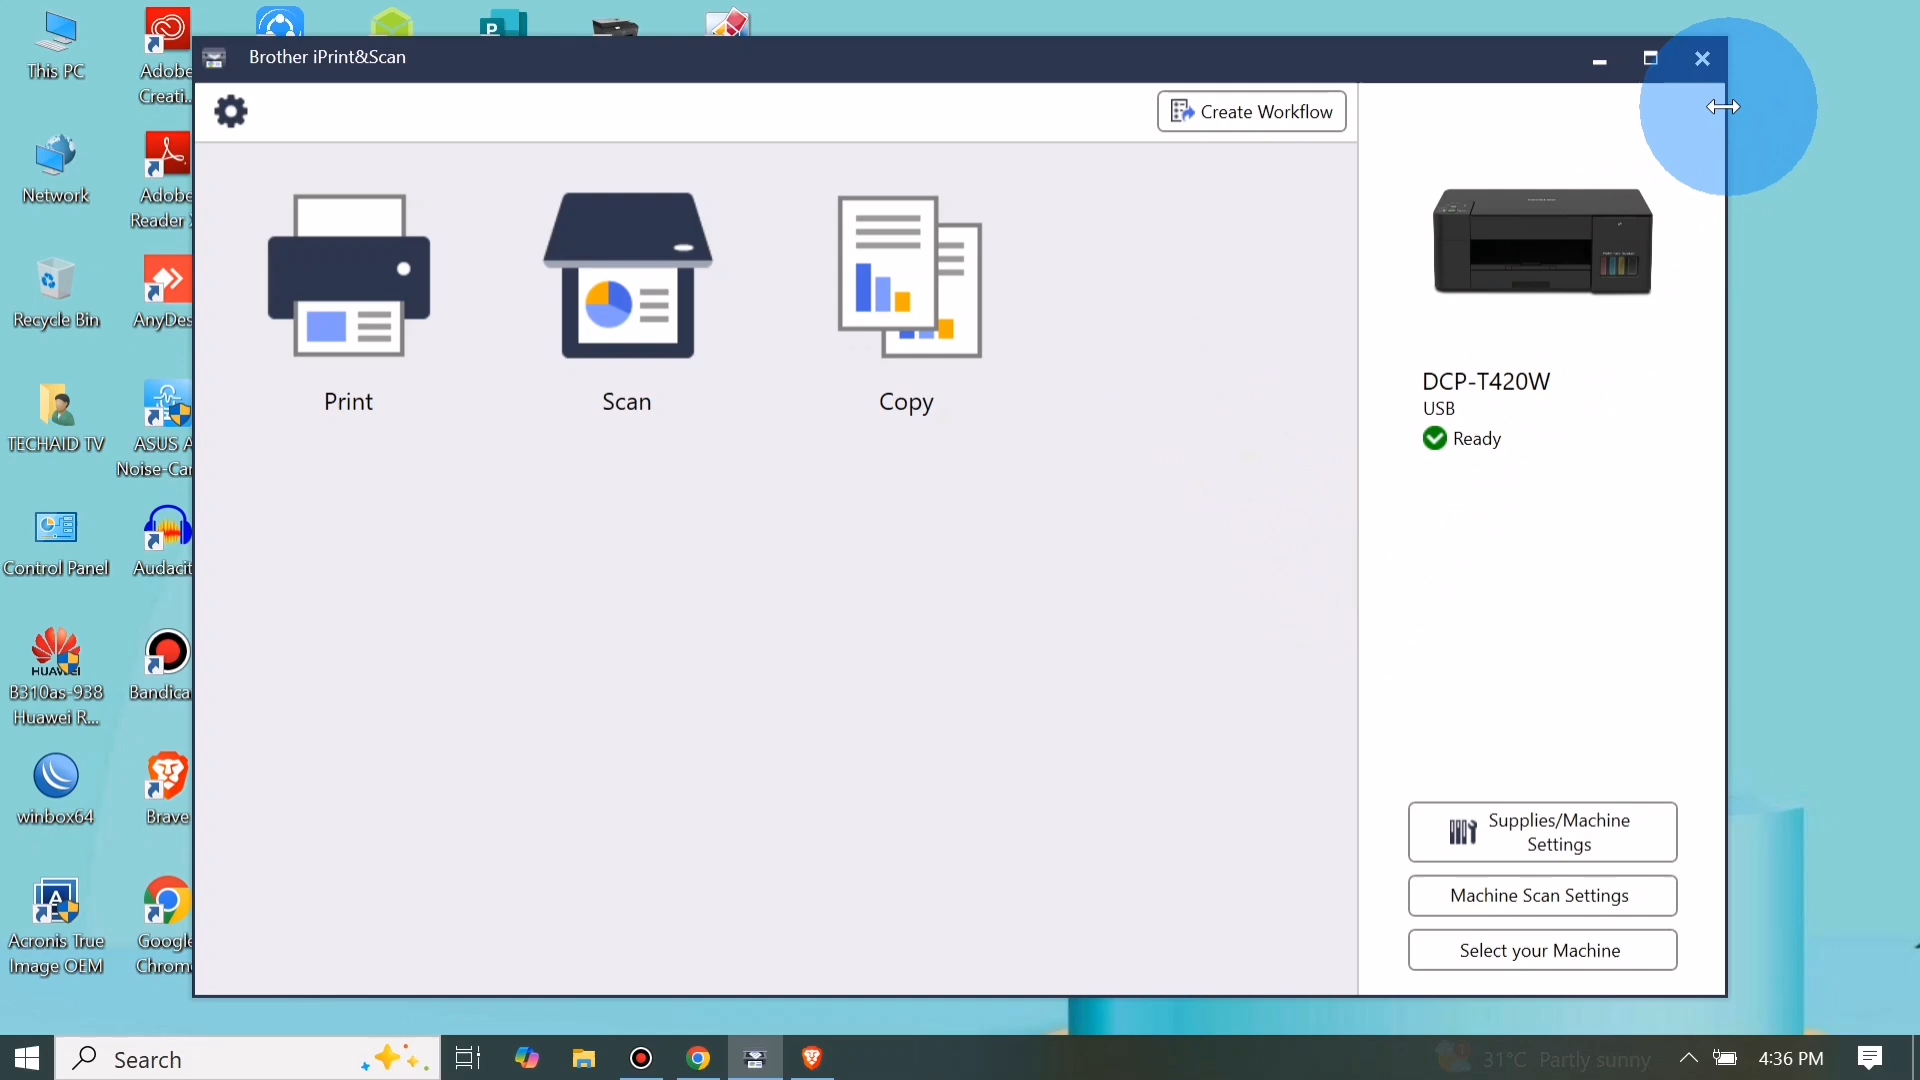 This PC
Adobe
Creati...
Brother iPrint&Scan
Create Workflow
Network
Adobe
Reader
Print
Scan
Copy
Recycle Bin
AnyDes
DCP-T420W
USB
Ready
TECHAID TV
ASUS A
Noise-Can
Control Panel
Audacit
HUAWEI
B310as-938
Huawei R...
Bandica
winbox64
Brave
Supplies/Machine
Settings
Machine Scan Settings
Select your Machine
Acronis True
Image OEM
Google
Chrom
Search
31°C Partly sunny
4:36 PM